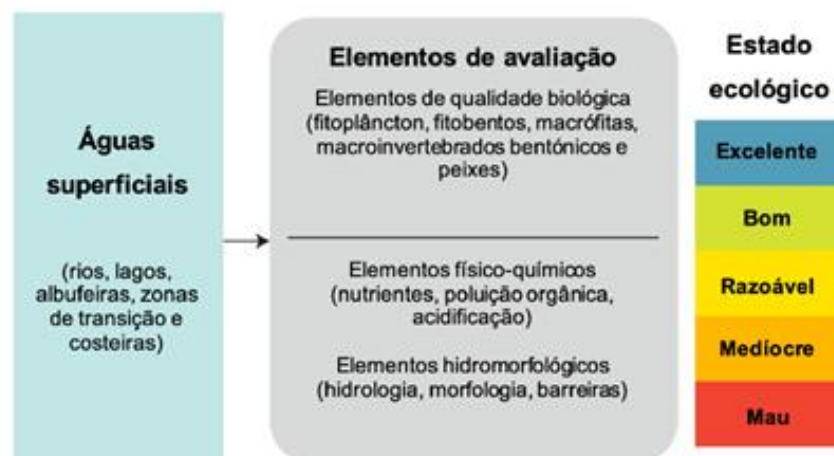 Águas
superficiais
(rios, lagos,
albufeiras, zonas
de transição e
costeiras)
Elementos de avaliação
Elementos de qualidade biológica
(fitoplâncton, fitobentos, macrófitas,
macroinvertebrados bentónicos e
peixes)
Elementos físico-químicos
(nutrientes, poluição orgânica,
acidificação)
Elementos hidromorfológicos
(hidrologia, morfologia, barreiras)
Estado
ecológico
Excelente
Bom
Razoável
Medíocre
Mau